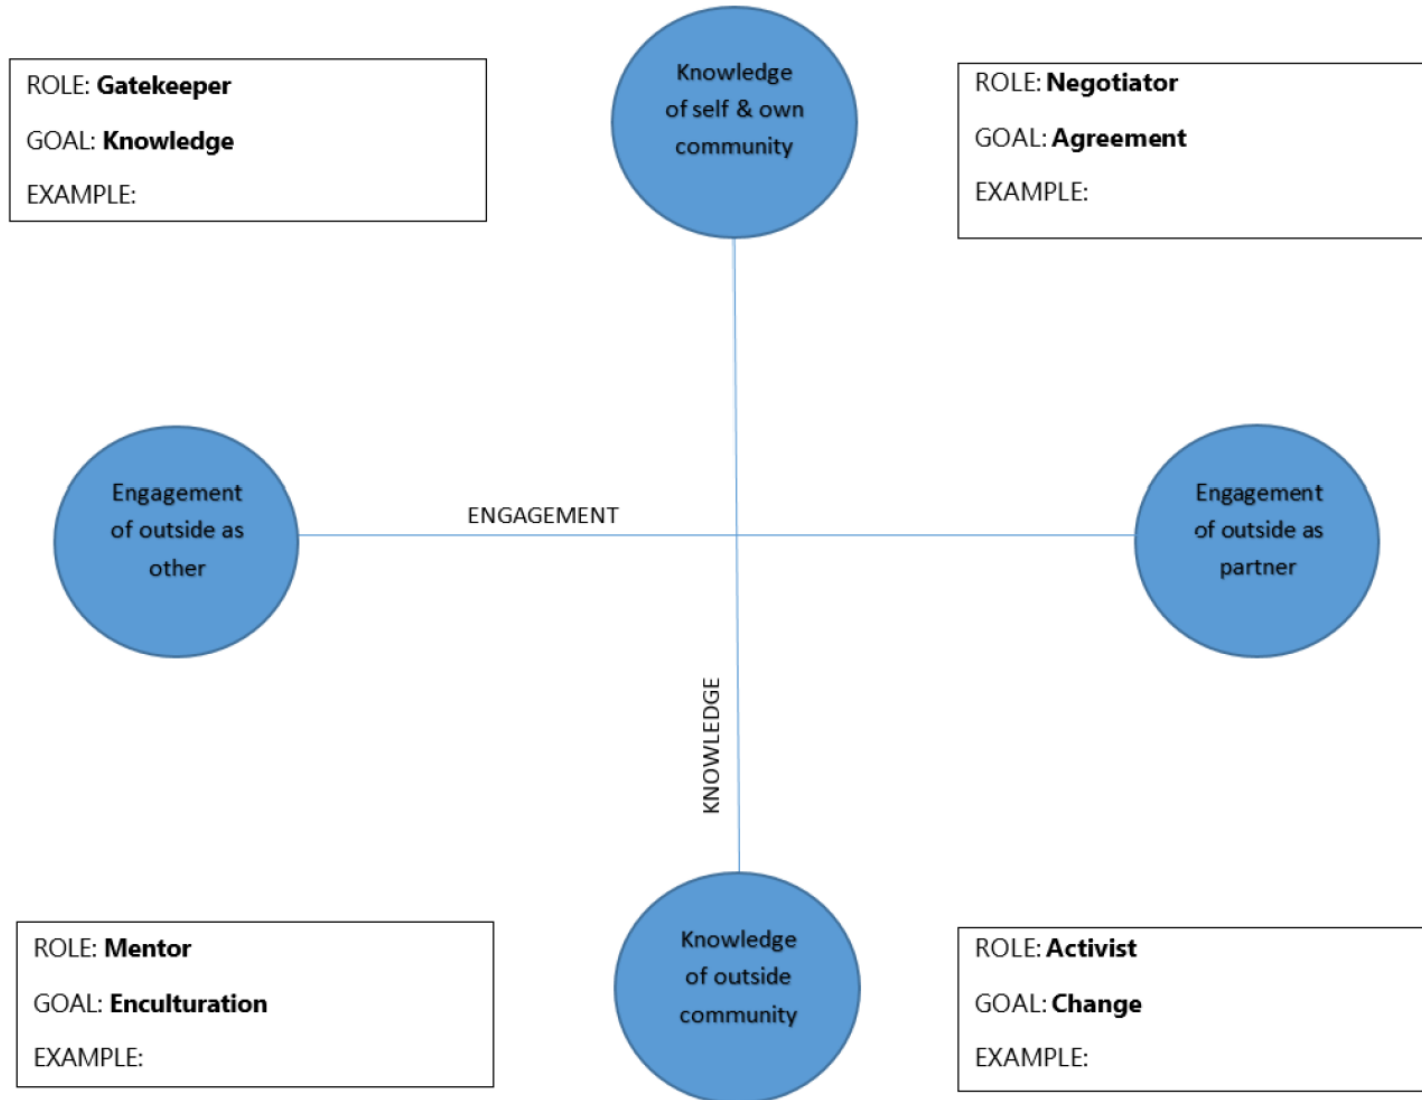 ROLE: Gatekeeper
GOAL: Knowledge
EXAMPLE:
Knowledge
of self & own
community
ROLE: Negotiator
GOAL: Agreement
EXAMPLE:
Engagement
of outside as
other
ENGAGEMENT
Engagement
of outside as
partner
KNOWLEDGE
ROLE: Mentor
GOAL: Enculturation
EXAMPLE:
Knowledge
of outside
community
ROLE: Activist
GOAL: Change
EXAMPLE: